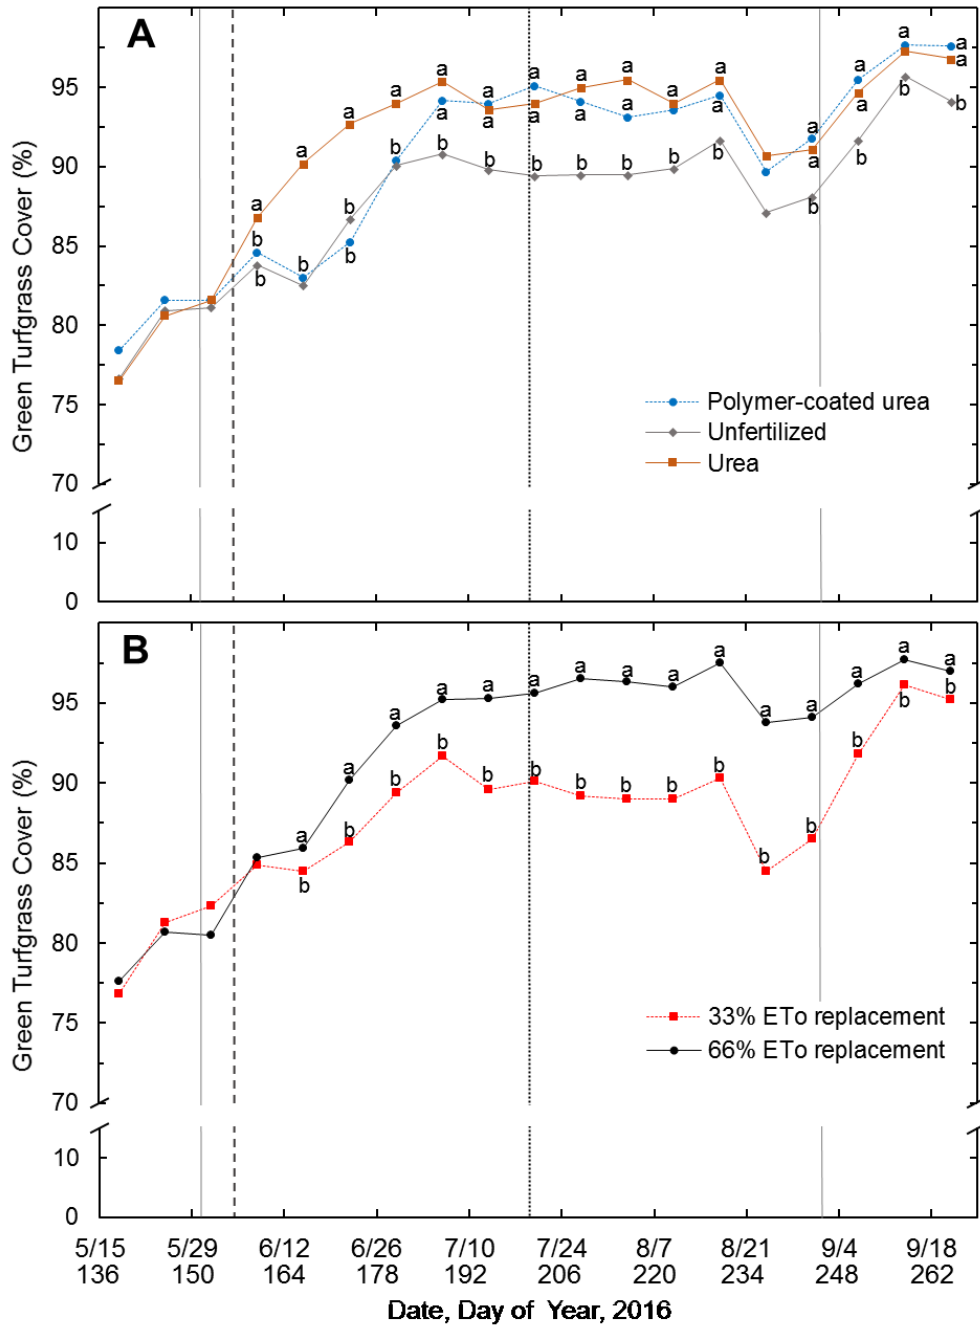 A
Green Turfgrass Cover (%)
95
90
85
80
75
70
10
0
a a a a a a a a a a a a a a a a a a a a a a a a
b b b b b b b b b b b b b b b b b b
Polymer-coated urea
Unfertilized
Urea
B
Green Turfgrass Cover (%)
95
90
85
80
75
70
10
0
a a a a a a a a a a a a a a a
b b b b b b b b b b b b b b b
33% ETo replacement
66% ETo replacement
5/15 5/29 6/12 6/26 7/10 7/24 8/7 8/21 9/4 9/18
136 150 164 178 192 206 220 234 248 262
Date, Day of Year, 2016